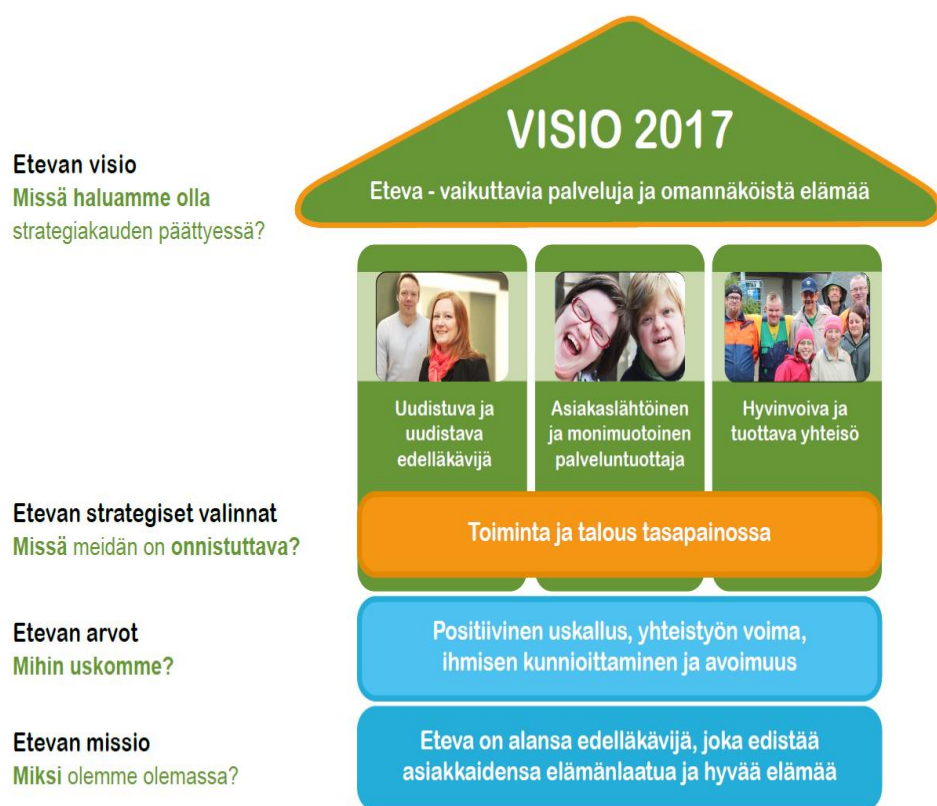 VISIO 2017
Eteva - vaikuttavia palveluja ja omannäköistä elämää
Etevan visio
Missä haluamme olla
strategiakauden päättyessä?
Uudistuva ja
uudistava
edelläkävijä
Asiakaslähtöinen
ja monimuotoinen
palveluntuottaja
Hyvinvoiva ja
tuottava yhteisö
Etevan strategiset valinnat
Missä meidän on onnistuttava?
Toiminta ja talous tasapainossa
Etevan arvot
Mihin uskomme?
Positiivinen uskallus, yhteistyön voima,
ihmisen kunnioittaminen ja avoimuus
Etevan missio
Miksi olemme olemassa?
Eteva on alansa edelläkävijä, joka edistää
asiakkaidensa elämänlaatua ja hyvää elämää